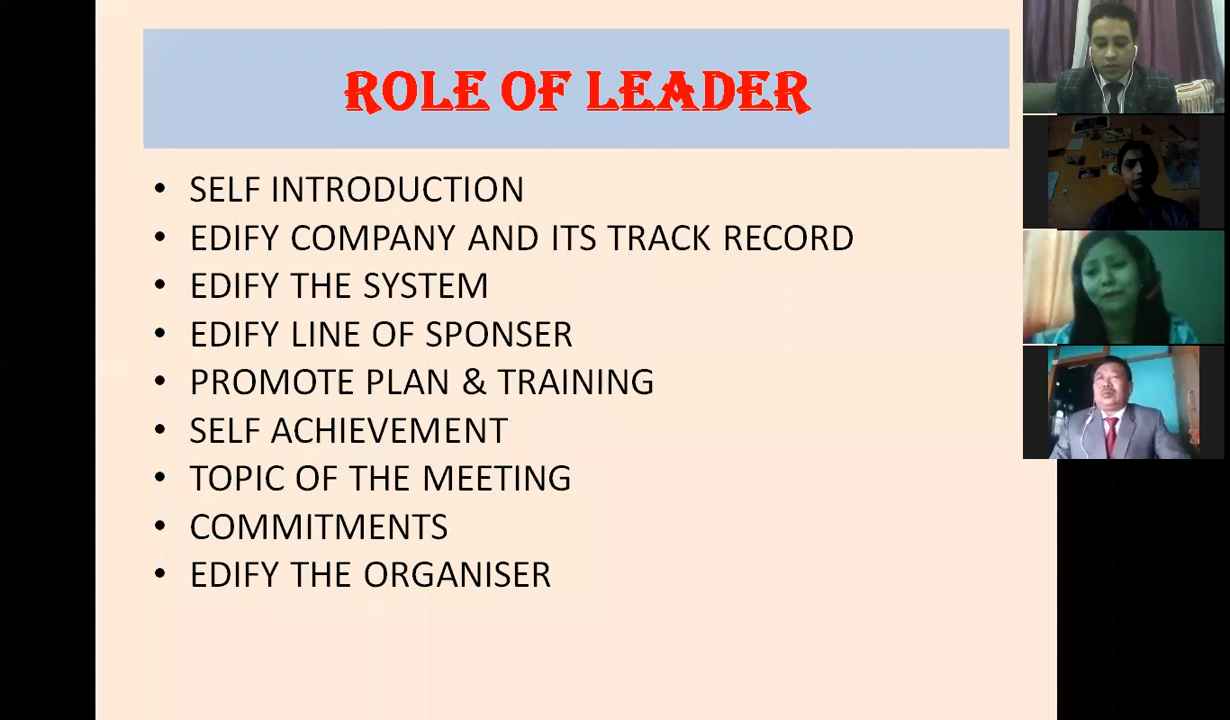 ROLE OF LEADER
• SELF INTRODUCTION
• EDIFY COMPANY AND ITS TRACK RECORD
• EDIFY THE SYSTEM
• EDIFY LINE OF SPONSER
• PROMOTE PLAN & TRAINING
• SELF ACHIEVEMENT
• TOPIC OF THE MEETING
• COMMITMENTS
• EDIFY THE ORGANISER